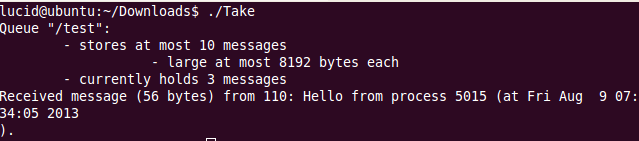 lucid@ubuntu:~/Downloads$ ./Take
Queue "/test":
- stores at most 10 messages
- large at most 8192 bytes each
- currently holds 3 messages
Received message (56 bytes) from 110: Hello from process 5015 (at Fri Aug  9 07:
34:05 2013
).